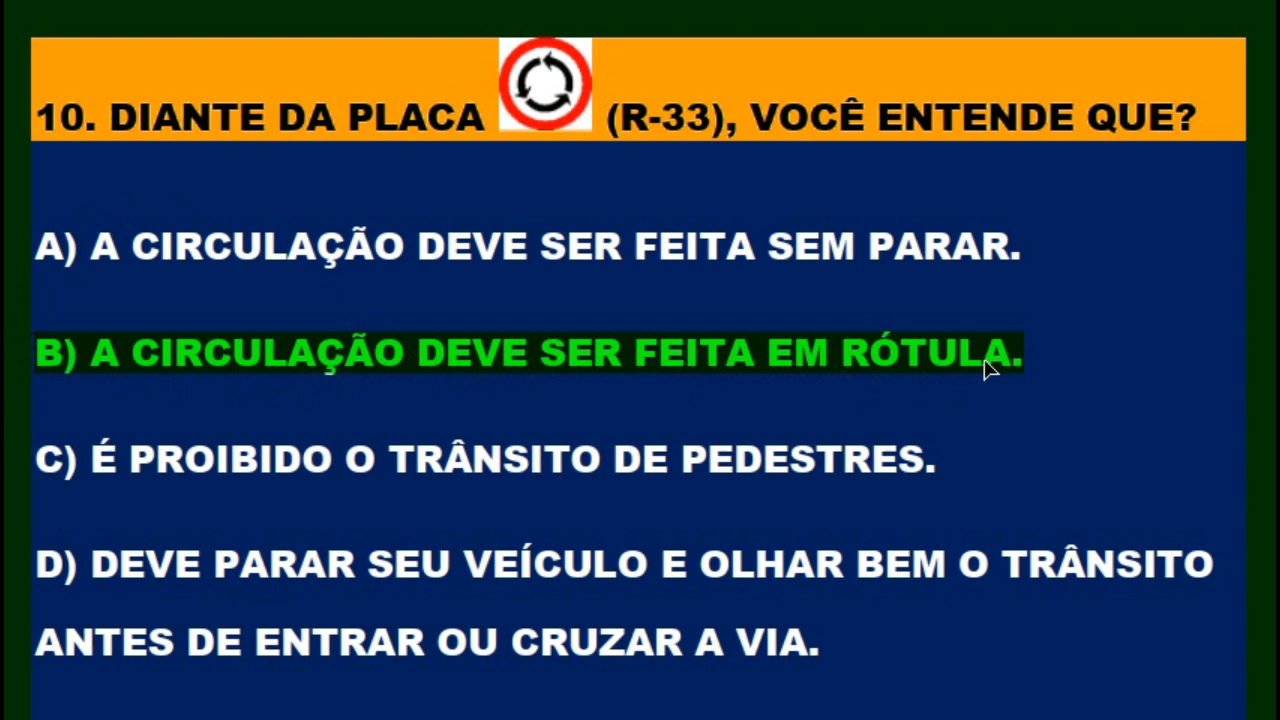 10. DIANTE DA PLACA (R-33), VOCÊ ENTENDE QUE?
A) A CIRCULAÇÃO DEVE SER FEITA SEM PARAR.
B) A CIRCULAÇÃO DEVE SER FEITA EM RÓTULA.
C) É PROIBIDO O TRÂNSITO DE PEDESTRES.
D) DEVE PARAR SEU VEÍCULO E OLHAR BEM O TRÂNSITO
ANTES DE ENTRAR OU CRUZAR A VIA.